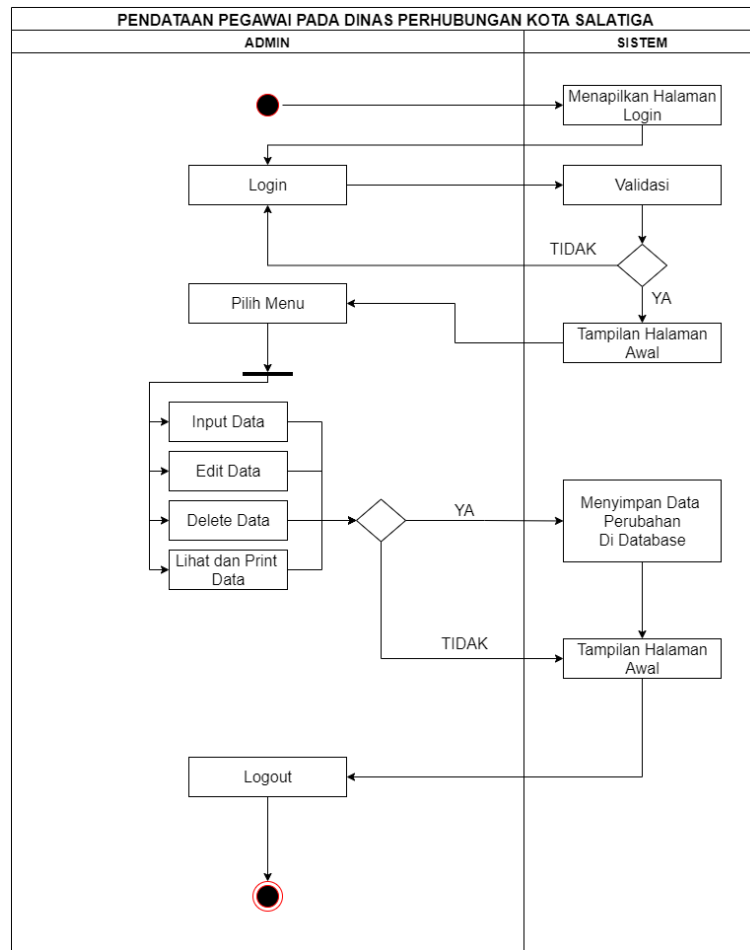 PENDATAAN PEGAWAI PADA DINAS PERHUBUNGAN KOTA SALATIGA
ADMIN
SISTEM
Menapilkan Halaman
Login
Login
Validasi
TIDAK
YA
Pilih Menu
Tampilan Halaman
Awal
Input Data
Edit Data
Delete Data
Lihat dan Print
Data
YA
Menyimpan Data
Perubahan
Di Database
TIDAK
Tampilan Halaman
Awal
Logout